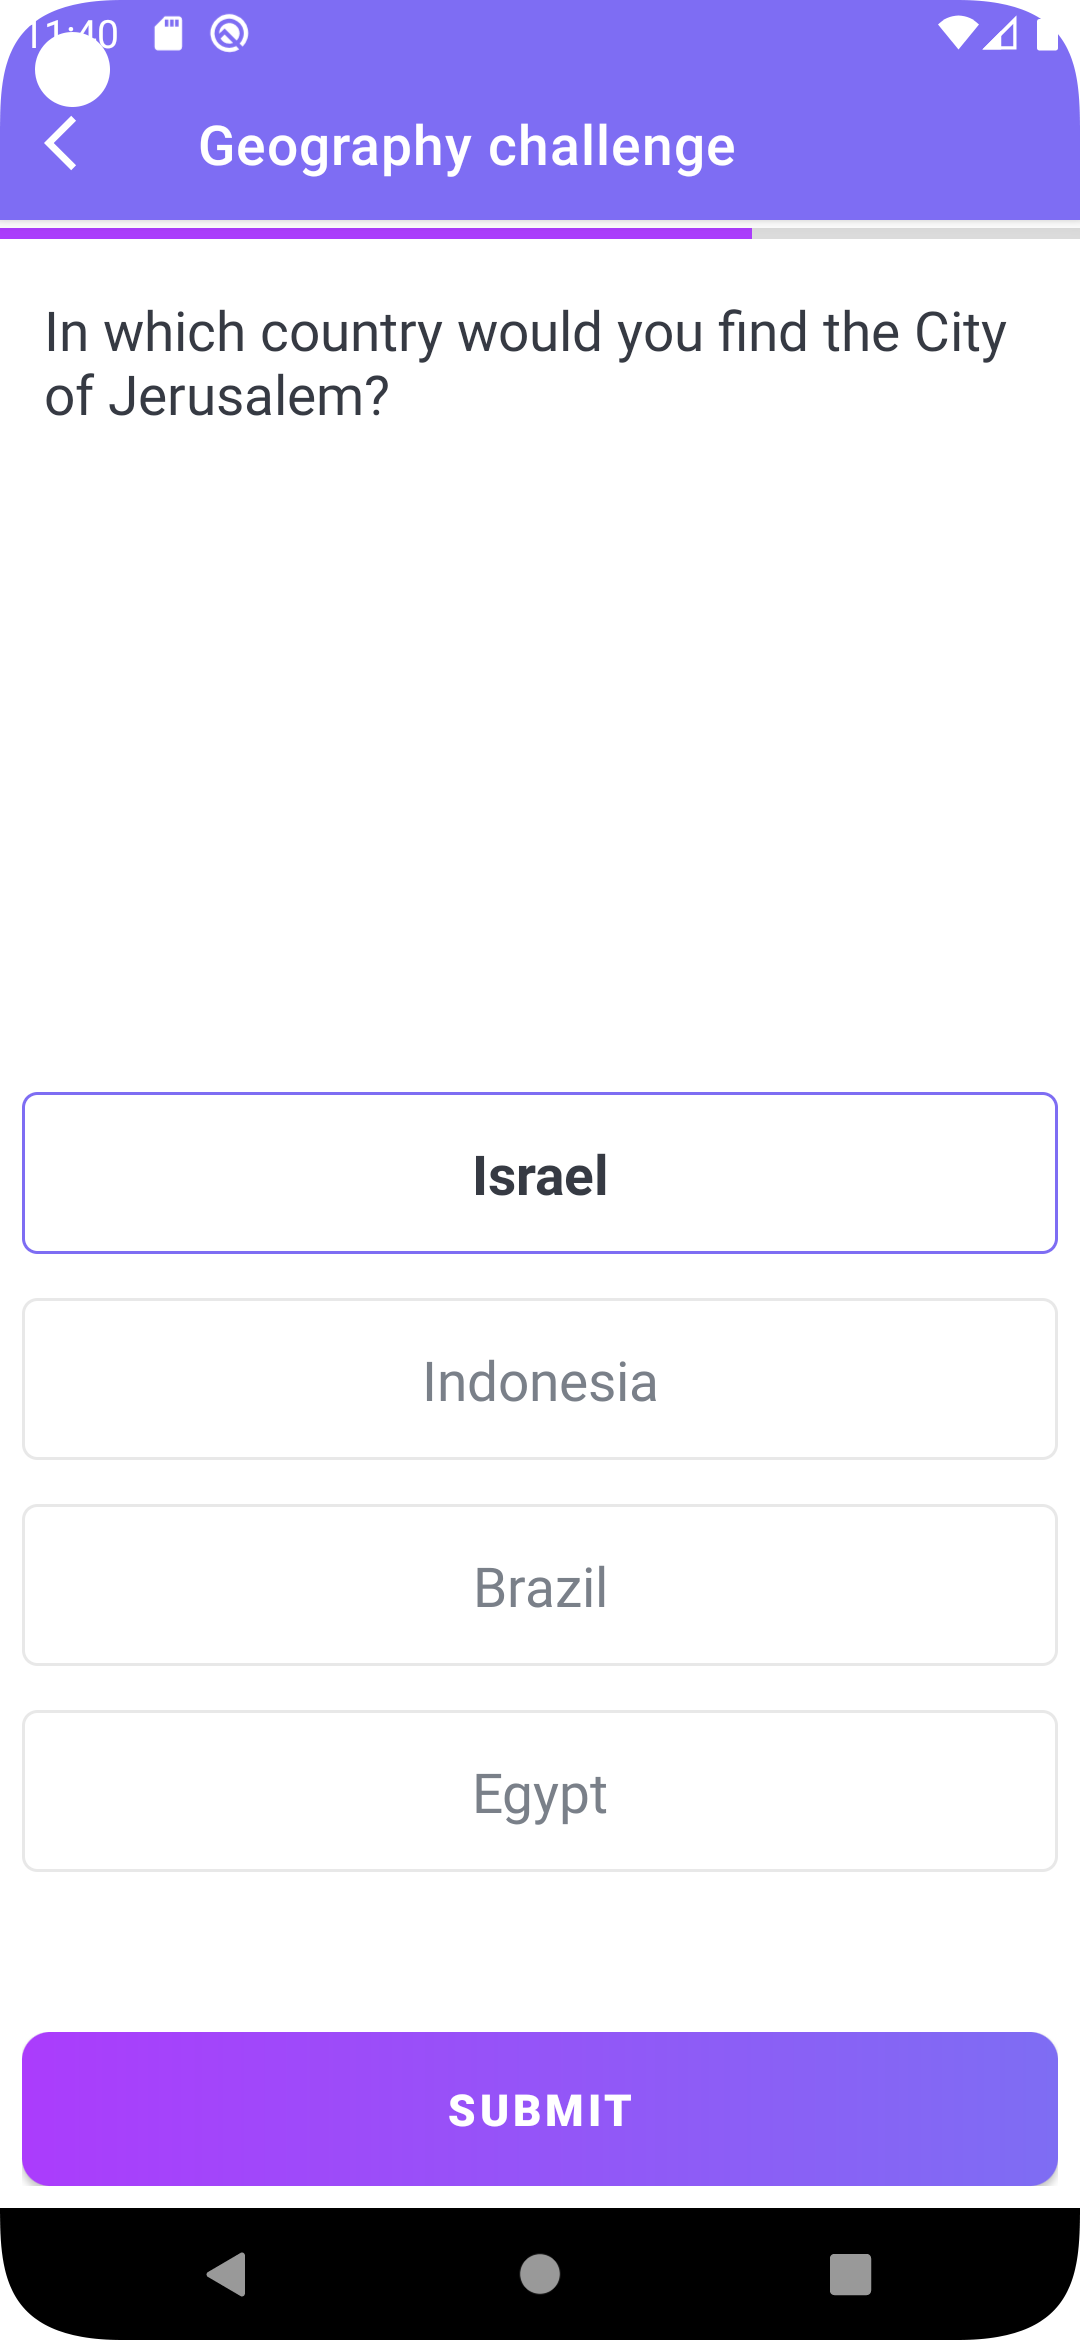 11:40
Geography challenge
In which country would you find the City
of Jerusalem?
Israel
Indonesia
Brazil
Egypt
SUBMIT